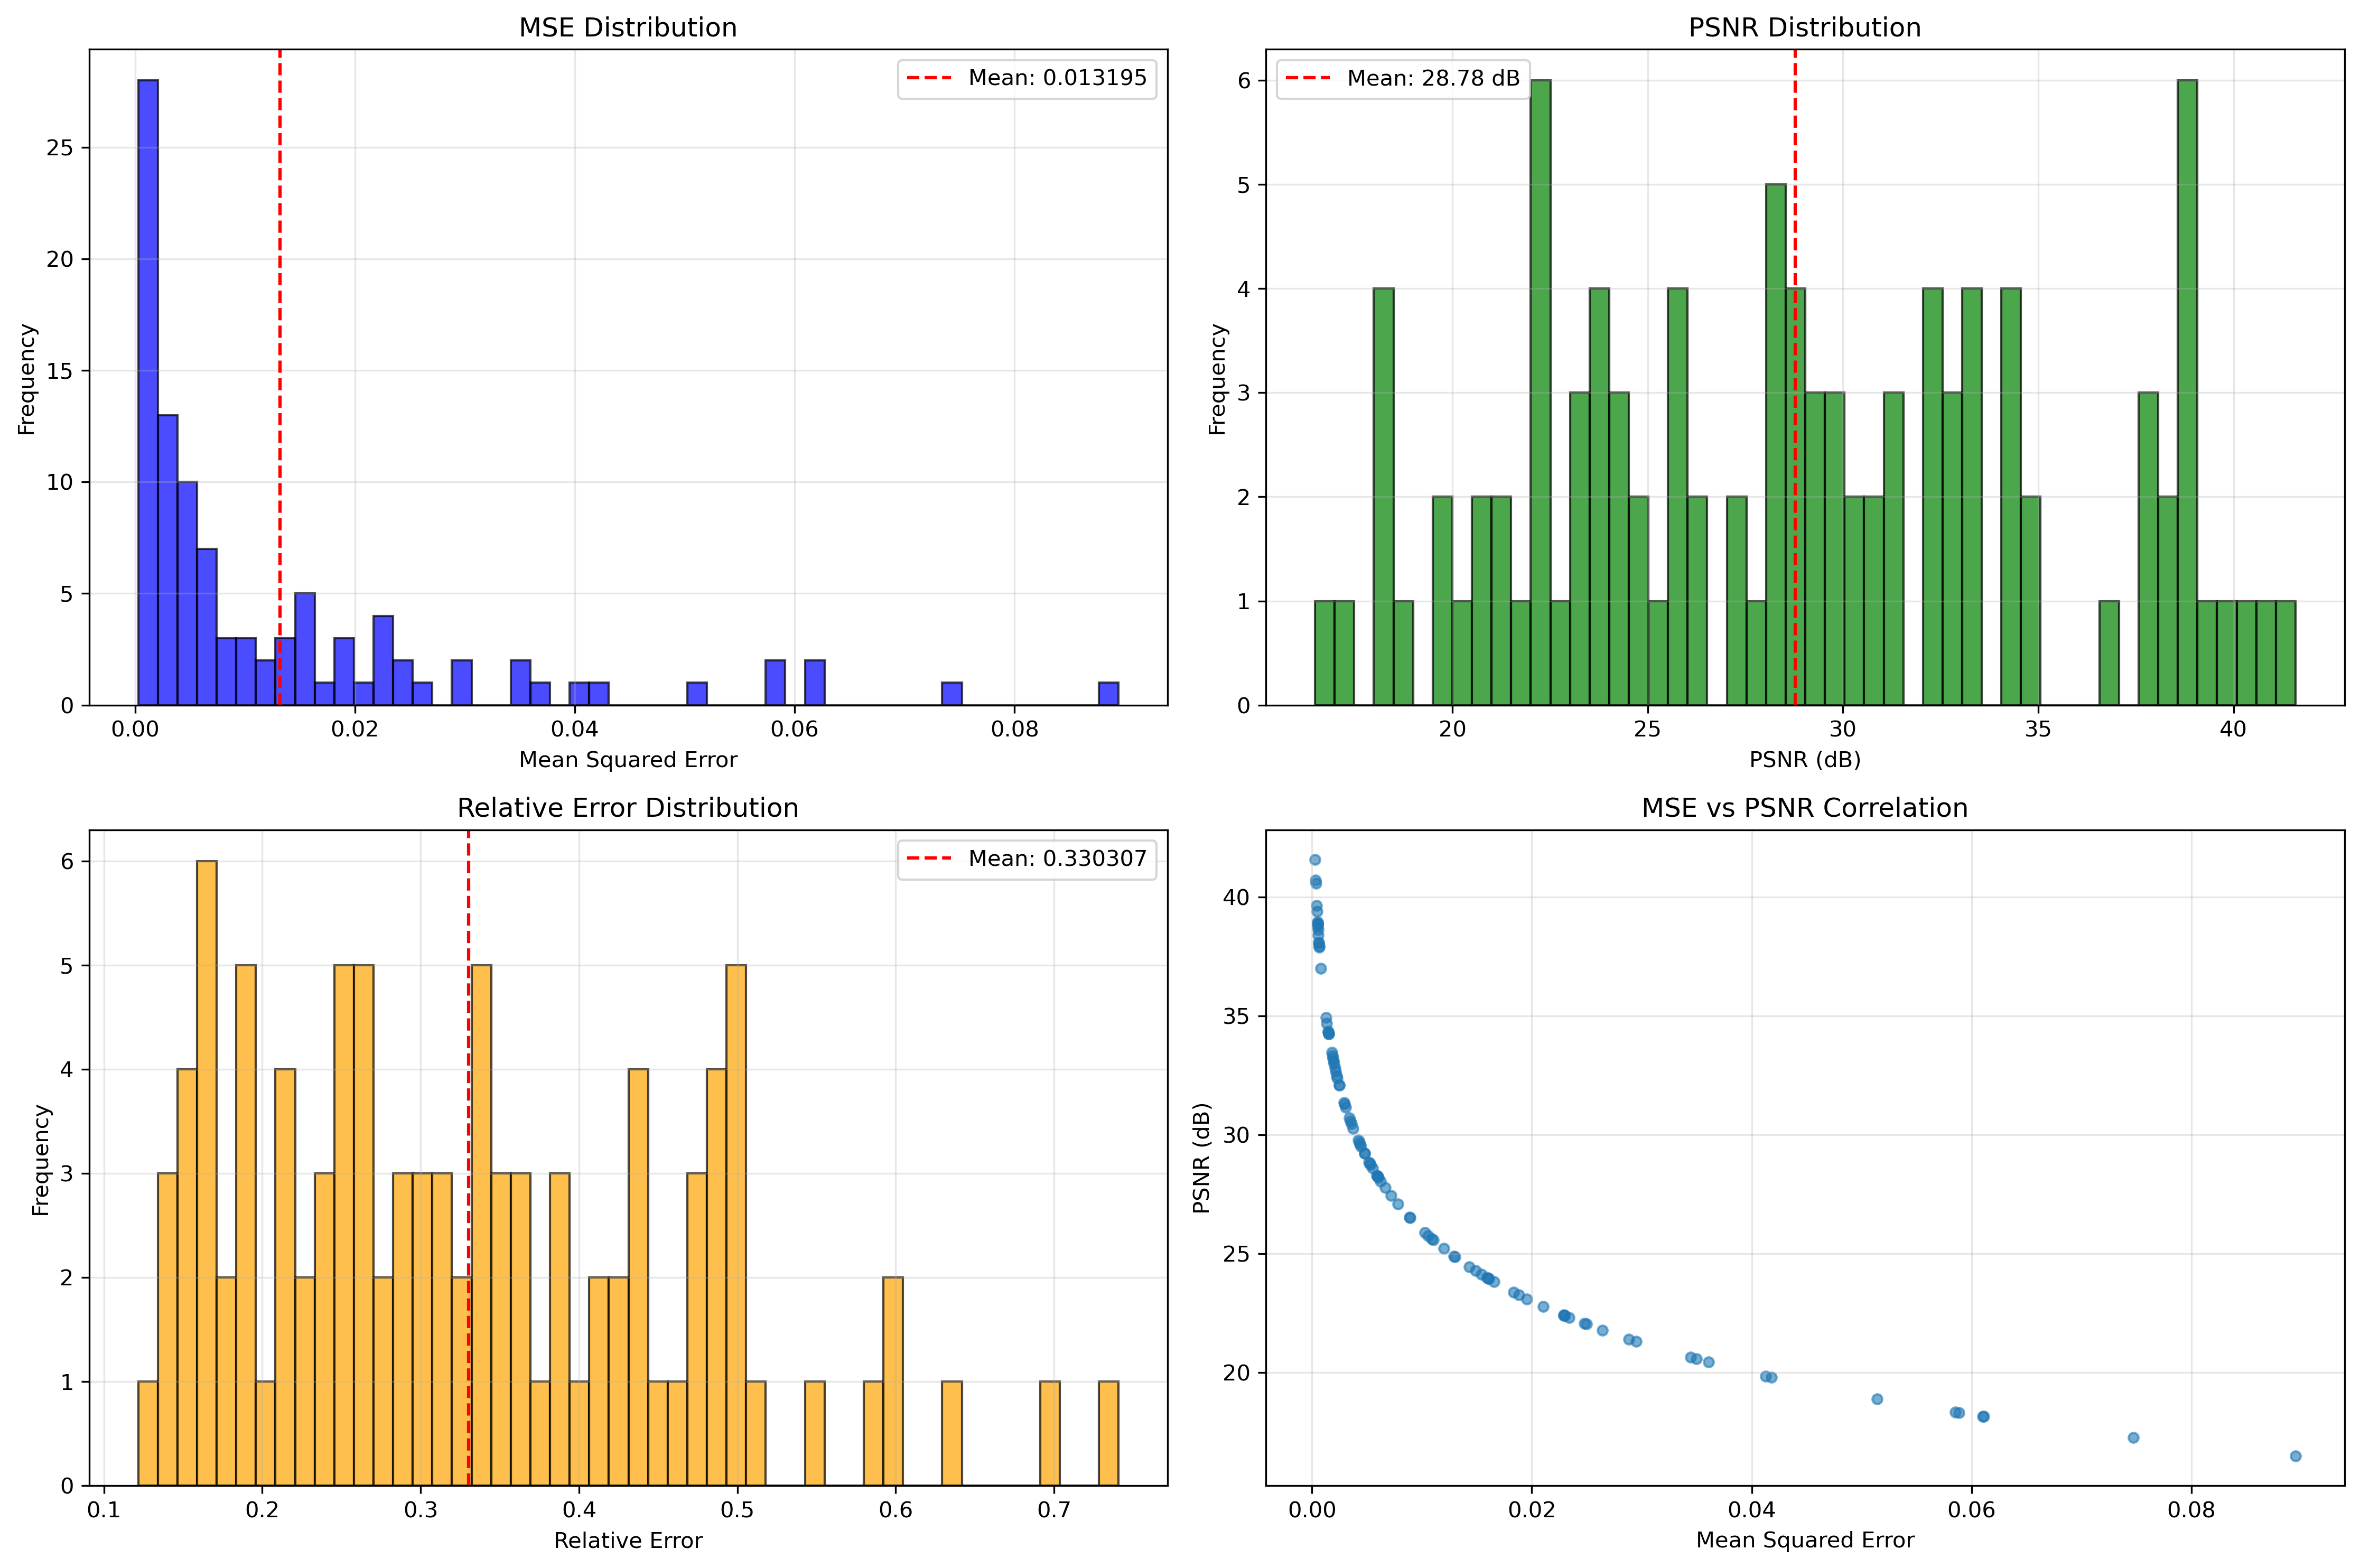 MSE Distribution
Mean: 0.013195
Frequency
25
20
15
10
5
0
0.00 0.02 0.04 0.06 0.08
Mean Squared Error
PSNR Distribution
Mean: 28.78 dB
Frequency
6
5
4
3
2
1
0
20 25 30 35 40
PSNR (dB)
Relative Error Distribution
Mean: 0.330307
Frequency
6
5
4
3
2
1
0
0.1 0.2 0.3 0.4 0.5 0.6 0.7
Relative Error
MSE vs PSNR Correlation
PSNR (dB)
40
35
30
25
20
0.00 0.02 0.04 0.06 0.08
Mean Squared Error